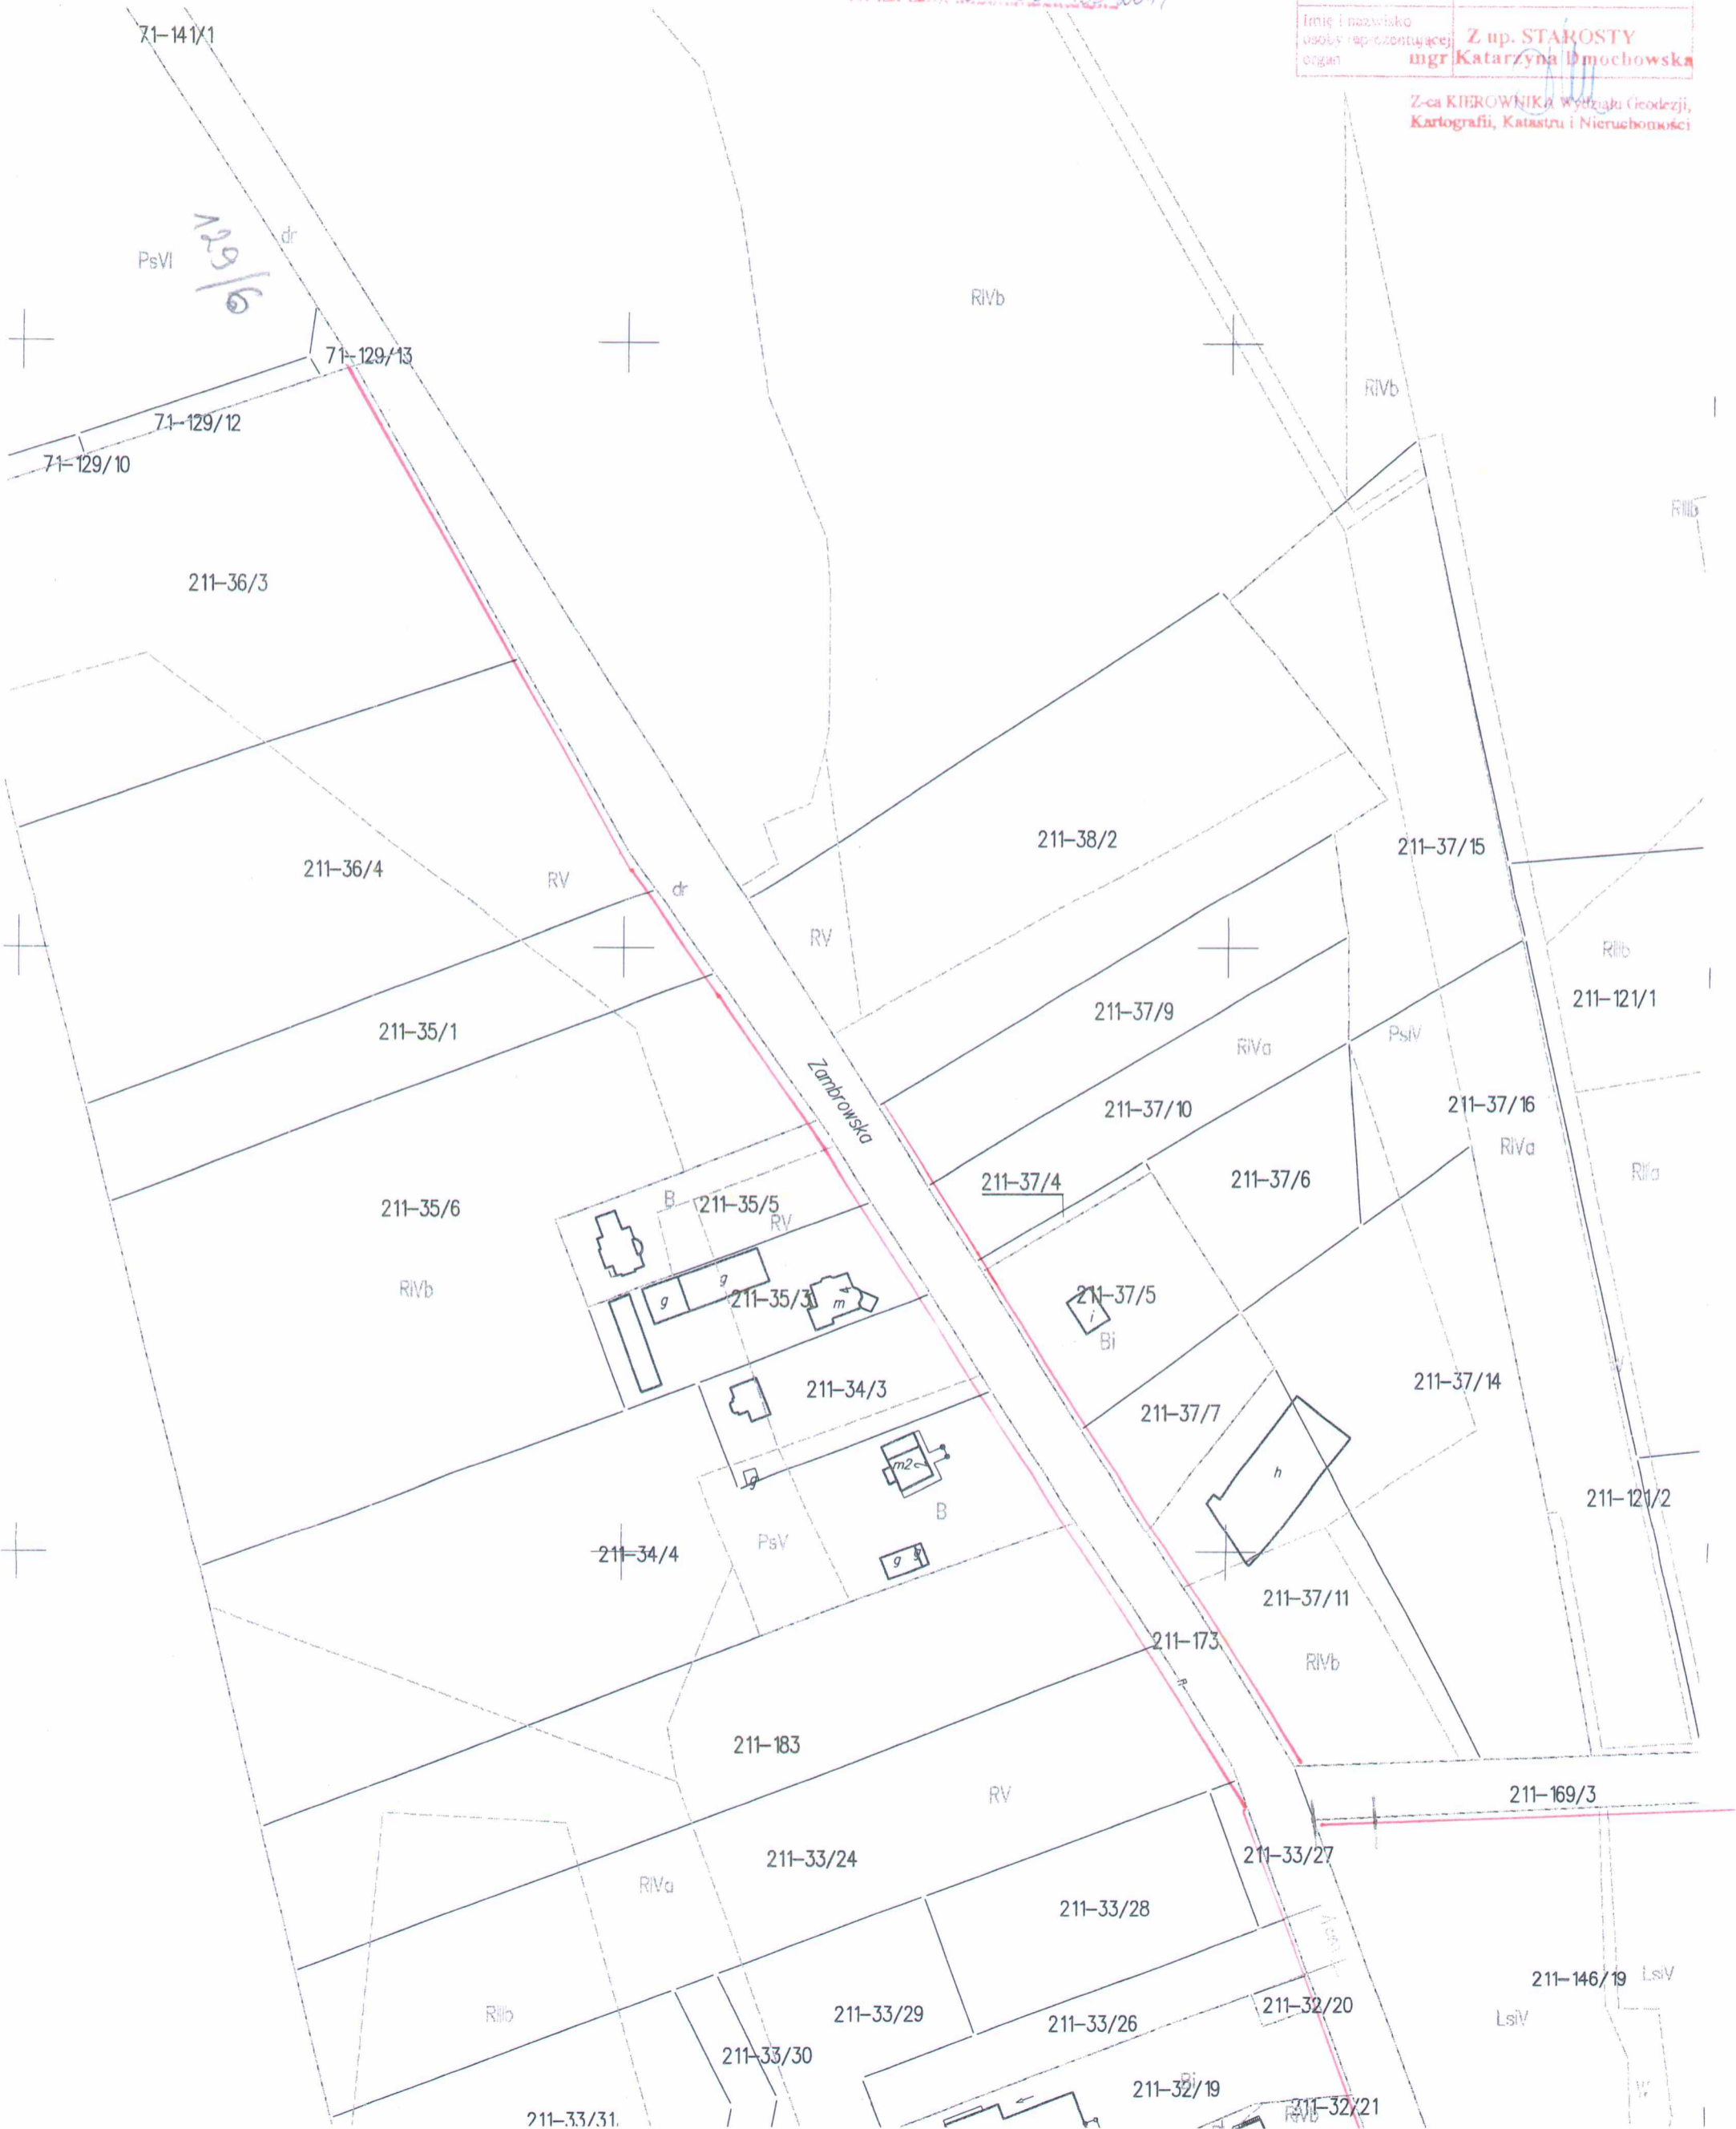 Imię i nazwisko
osoby reprezentującej
organ
Z up. STAROSTY
mgr Katarzyna Dmochowska
Z-ca KIEROWNIKA Wydziału Geodezji,
Kartografii, Katastru i Nieruchomości
71-141/1
dr
PsVI
129/6
RIVb
71-129/13
RIVb
71-129/12
71-129/10
RIIIb
211-36/3
211-38/2
211-37/15
211-36/4
RV
dr
RV
RIIIb
211-121/1
211-37/9
211-35/1
RIVa
PsIV
Zambrowska
211-37/10
211-37/16
RIVa
211-37/4
211-37/6
RIIIa
B
211-35/5
211-35/6
RV
RIVb
g
g
211-35/3
m
211-37/5
i
Bi
211-34/3
211-37/14
211-37/7
m2
h
211-121/2
B
PsV
211-34/4
g
g
g
211-37/11
211-173
RIVb
211-183
RV
211-169/3
211-33/24
211-33/27
RIVa
211-33/28
211-146/19
LsIV
LsIV
RIIIb
211-33/29
211-33/26
211-32/20
211-33/30
Bi
211-32/19
211-32/21
RIVb
211-33/31